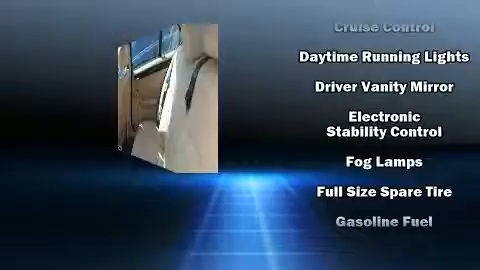 Cruise Control
Daytime Running Lights
Driver Vanity Mirror
Electronic
Stability Control
Fog Lamps
Full Size Spare Tire
Gasoline Fuel